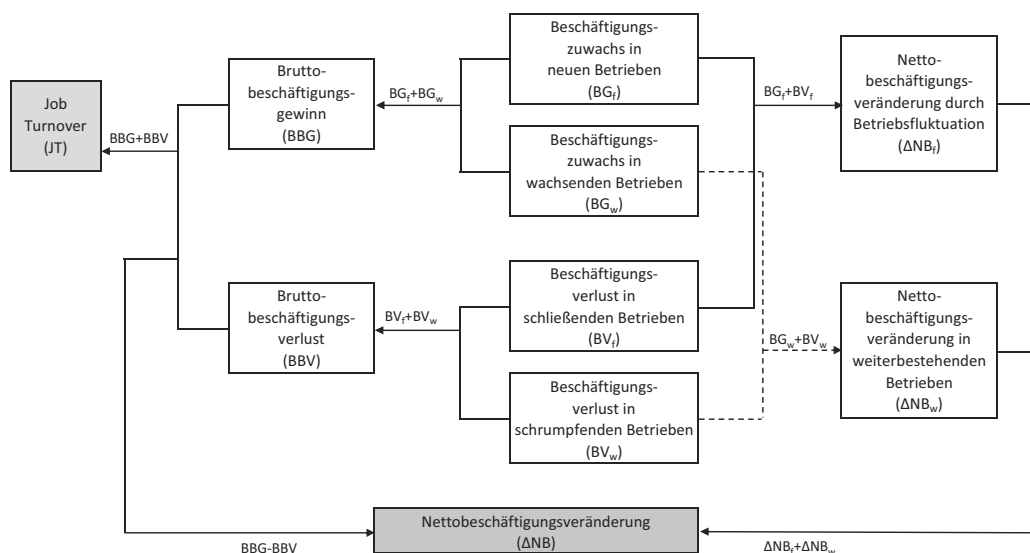 Job
Turnover
(JT)
BBG+BBV
Brutto-
beschäftigungs-
gewinn
(BBG)
BGf+BGw
Beschäftigungs-
zuwachs in
neuen Betrieben
(BGf)
Beschäftigungs-
zuwachs in
wachsenden Betrieben
(BGw)
BGf+BVf
Netto-
beschäftigungs-
veränderung durch
Betriebsfluktuation
(ΔNBf)
Brutto-
beschäftigungs-
verlust
(BBV)
BVf+BVw
Beschäftigungs-
verlust in
schließenden Betrieben
(BVf)
Beschäftigungs-
verlust in
schrumpfenden Betrieben
(BVw)
BGw+BVw
Netto-
beschäftigungs-
veränderung in
weiterbestehenden
Betrieben
(ΔNBw)
Nettobeschäftigungsveränderung
(ΔNB)
BBG-BBV
ΔNBf+ΔNBw